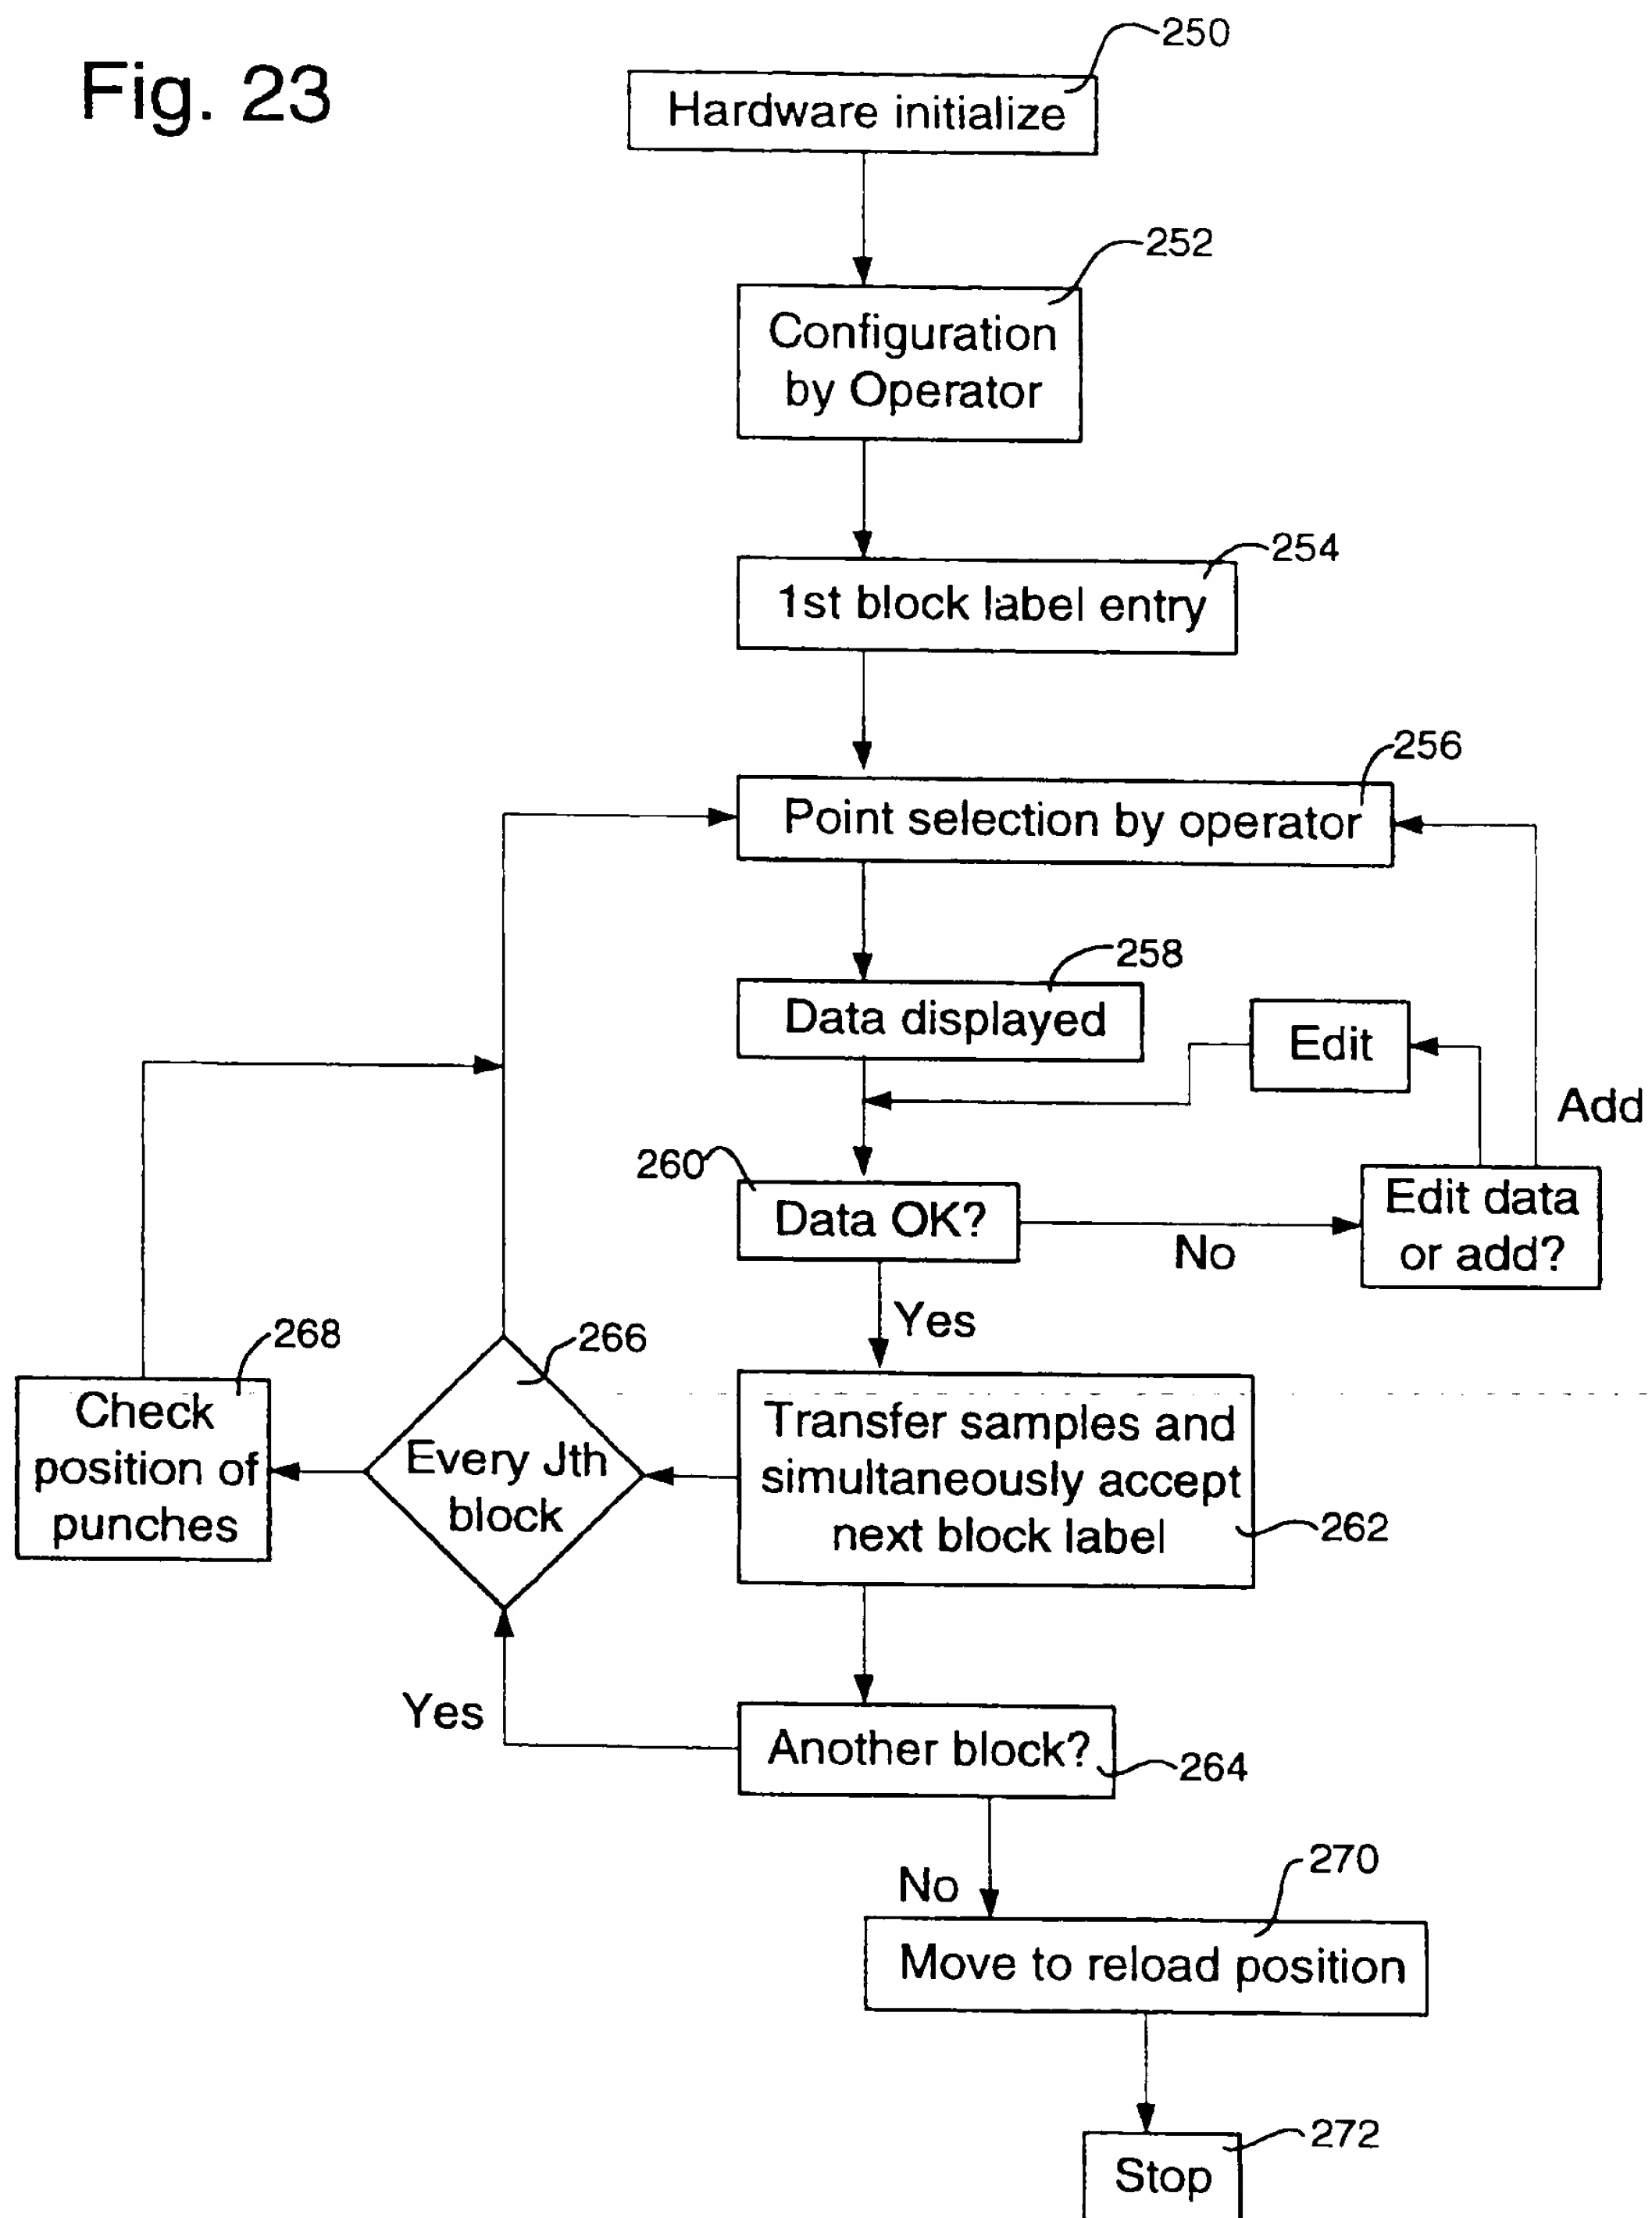 Fig. 23
250
Hardware initialize
252
Configuration
by Operator
254
1st block label entry
256
Point selection by operator
258
Data displayed
Edit
Add
260
Data OK?
No
Edit data
or add?
Yes
268
Check
position of
punches
266
Every Jth
block
Transfer samples and
simultaneously accept
next block label
262
Yes
Another block?
264
No
270
Move to reload position
272
Stop